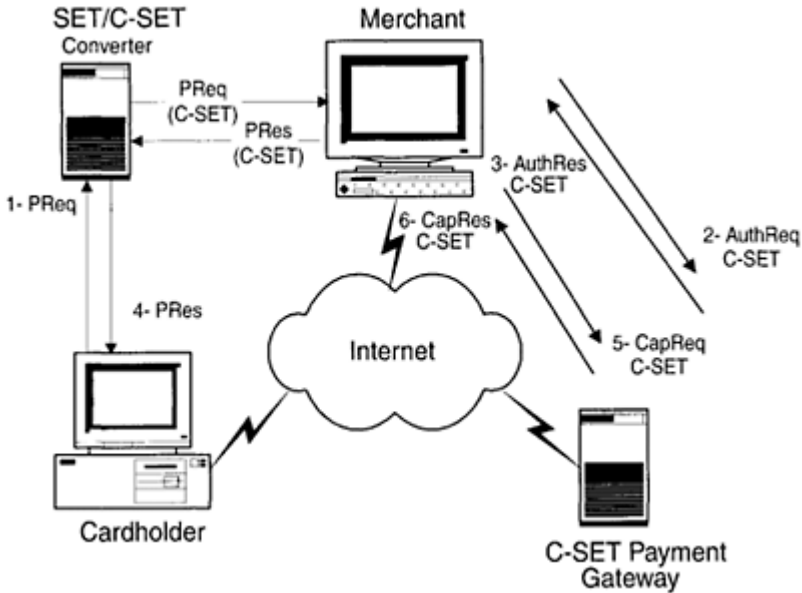 SET/C-SET
Converter
Merchant
PReq
(C-SET)
PRes
(C-SET)
1- PReq
4- PRes
3- AuthRes
C-SET
2- AuthReq
C-SET
6- CapRes
C-SET
5- CapReq
C-SET
Internet
Cardholder
C-SET Payment
Gateway